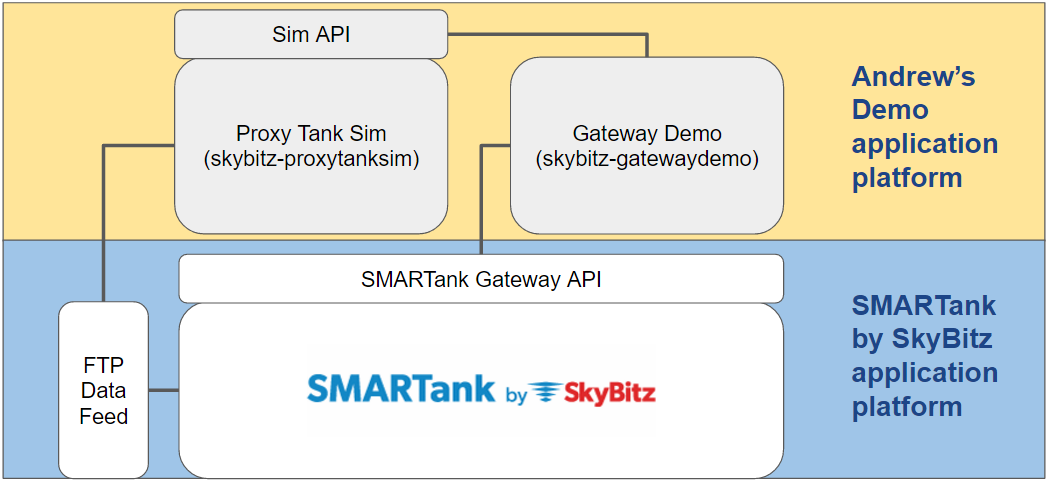 Sim API
Proxy Tank Sim
(skybitz-proxytanksim)
Gateway Demo
(skybitz-gatewaydemo)
Andrew’s
Demo
application
platform
SMARTank Gateway API
FTP
Data
Feed
SMARTank by SkyBitz
SMARTank
by SkyBitz
application
platform